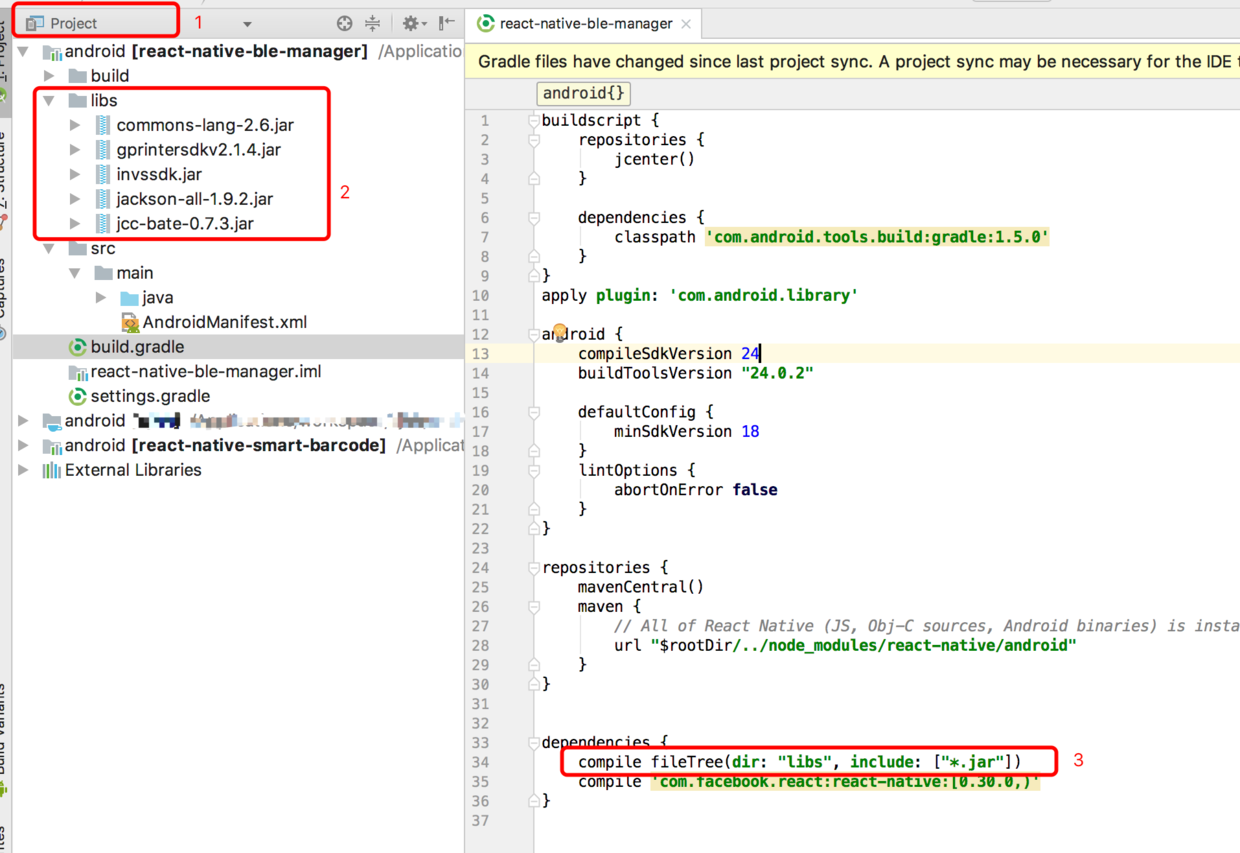 Project
1
react-native-ble-manager
android [react-native-ble-manager] /Applicatio
build
libs
commons-lang-2.6.jar
gprintersdkv2.1.4.jar
invssdk.jar
jackson-all-1.9.2.jar
jcc-bate-0.7.3.jar
2
src
main
java
AndroidManifest.xml
build.gradle
react-native-ble-manager.iml
settings.gradle
android
android [react-native-smart-barcode] /Applicat
External Libraries
Gradle files have changed since last project sync. A project sync may be necessary for the IDE t
android{}
1 buildscript {
2 repositories {
3 jcenter()
4 }
5
6 dependencies {
7 classpath 'com.android.tools.build:gradle:1.5.0'
8 }
9 }
10 apply plugin: 'com.android.library'
11
12 android {
13 compileSdkVersion 24
14 buildToolsVersion "24.0.2"
15
16 defaultConfig {
17 minSdkVersion 18
18 }
19 lintOptions {
20 abortOnError false
21 }
22 }
23
24 repositories {
25 mavenCentral()
26 maven {
27 // All of React Native (JS, Obj-C sources, Android binaries) is insta
28 url "$rootDir/../node_modules/react-native/android"
29 }
30 }
31
32
33 dependencies {
34 compile fileTree(dir: "libs", include: ["*.jar"])
3
35 compile 'com.facebook.react:react-native:[0.30.0,)'
36 }
37
1: Project
Z: Structure
Captures
Build Variants